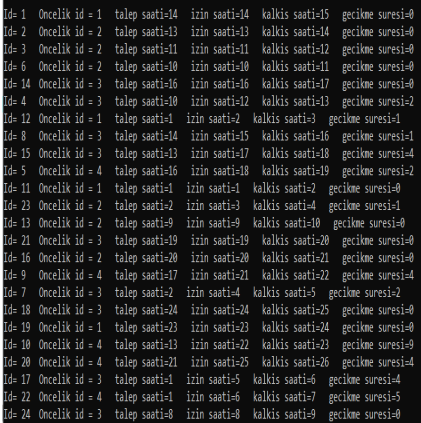 Id= 1 Oncelik id = 1 talep saati=14 izin saati=14 kalkis saati=15 gecikme suresi=0
Id= 2 Oncelik id = 2 talep saati=13 izin saati=13 kalkis saati=14 gecikme suresi=0
Id= 3 Oncelik id = 2 talep saati=11 izin saati=11 kalkis saati=12 gecikme suresi=0
Id= 6 Oncelik id = 2 talep saati=10 izin saati=10 kalkis saati=11 gecikme suresi=0
Id= 14 Oncelik id = 3 talep saati=16 izin saati=16 kalkis saati=17 gecikme suresi=0
Id= 4 Oncelik id = 3 talep saati=10 izin saati=12 kalkis saati=13 gecikme suresi=2
Id= 12 Oncelik id = 1 talep saati=1 izin saati=2 kalkis saati=3 gecikme suresi=1
Id= 8 Oncelik id = 3 talep saati=14 izin saati=15 kalkis saati=16 gecikme suresi=1
Id= 15 Oncelik id = 3 talep saati=13 izin saati=17 kalkis saati=18 gecikme suresi=4
Id= 5 Oncelik id = 4 talep saati=16 izin saati=18 kalkis saati=19 gecikme suresi=2
Id= 11 Oncelik id = 1 talep saati=1 izin saati=1 kalkis saati=2 gecikme suresi=0
Id= 23 Oncelik id = 2 talep saati=2 izin saati=3 kalkis saati=4 gecikme suresi=1
Id= 13 Oncelik id = 2 talep saati=9 izin saati=9 kalkis saati=10 gecikme suresi=0
Id= 21 Oncelik id = 3 talep saati=19 izin saati=19 kalkis saati=20 gecikme suresi=0
Id= 16 Oncelik id = 2 talep saati=20 izin saati=20 kalkis saati=21 gecikme suresi=0
Id= 9 Oncelik id = 4 talep saati=17 izin saati=21 kalkis saati=22 gecikme suresi=4
Id= 7 Oncelik id = 3 talep saati=2 izin saati=4 kalkis saati=5 gecikme suresi=2
Id= 18 Oncelik id = 3 talep saati=24 izin saati=24 kalkis saati=25 gecikme suresi=0
Id= 19 Oncelik id = 1 talep saati=23 izin saati=23 kalkis saati=24 gecikme suresi=0
Id= 10 Oncelik id = 4 talep saati=13 izin saati=22 kalkis saati=23 gecikme suresi=9
Id= 20 Oncelik id = 4 talep saati=21 izin saati=25 kalkis saati=26 gecikme suresi=4
Id= 17 Oncelik id = 3 talep saati=1 izin saati=5 kalkis saati=6 gecikme suresi=4
Id= 22 Oncelik id = 4 talep saati=1 izin saati=6 kalkis saati=7 gecikme suresi=5
Id= 24 Oncelik id = 3 talep saati=8 izin saati=8 kalkis saati=9 gecikme suresi=0